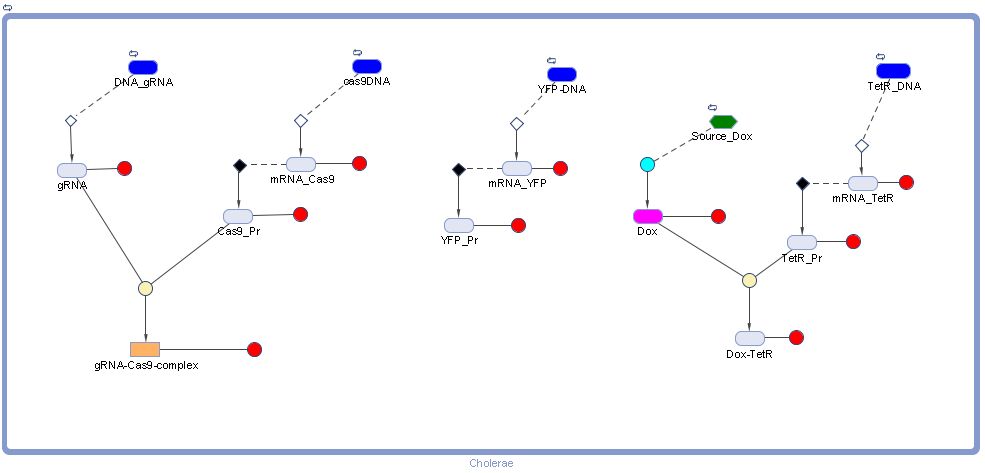 DNA_gRNA
cas9DNA
YFP-DNA
TetR_DNA
Source_Dox
gRNA
mRNA_Cas9
mRNA_YFP
mRNA_TetR
Cas9_Pr
YFP_Pr
Dox
TetR_Pr
Dox-TetR
gRNA-Cas9-complex
Cholerae